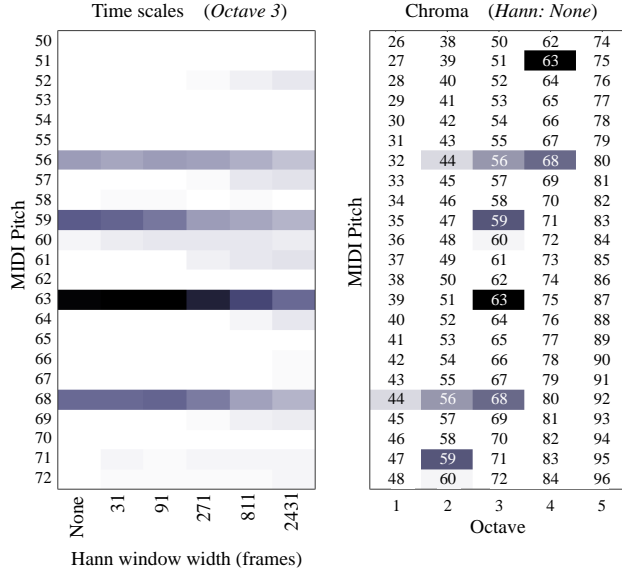 Time scales (Octave 3)
50
51
52
53
54
55
56
57
58
59
60
61
62
63
64
65
66
67
68
69
70
71
72
MIDI Pitch
None 31 91 271 811 2431
Hann window width (frames)
Chroma (Hann: None)
26 38 50 62 74
27 39 51 63 75
28 40 52 64 76
29 41 53 65 77
30 42 54 66 78
31 43 55 67 79
32 44 56 68 80
33 45 57 69 81
34 46 58 70 82
35 47 59 71 83
36 48 60 72 84
37 49 61 73 85
38 50 62 74 86
39 51 63 75 87
40 52 64 76 88
41 53 65 77 89
42 54 66 78 90
43 55 67 79 91
44 56 68 80 92
45 57 69 81 93
46 58 70 82 94
47 59 71 83 95
48 60 72 84 96
MIDI Pitch
1 2 3 4 5
Octave